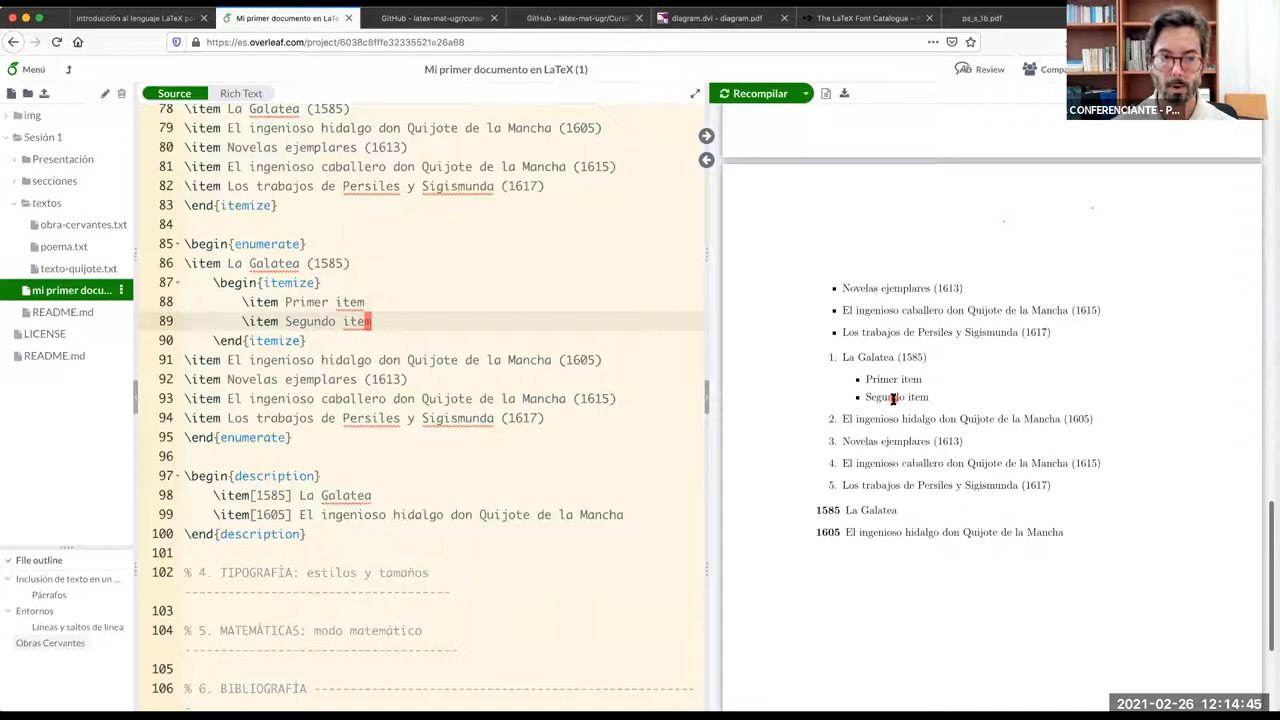 introducción al lenguaje LaTeX pa
Mi primer documento en LaTe
GitHub - latex-mat-ugr/curso
GitHub - latex-mat-ugr/Cursi
diagram.dvi - diagram.pdf
The LaTeX Font Catalogue –
ps_s_1b.pdf
https://es.overleaf.com/project/6038c8fffe32335521e26a68
Menú
Mi primer documento en LaTeX (1)
Review
Source
Rich Text
Recompilar
CONFERENCIANTE - P...
img
Sesión 1
Presentación
secciones
textos
obra-cervantes.txt
poema.txt
texto-quijote.txt
mi primer docu...
README.md
LICENSE
README.md
File outline
Inclusión de texto en un ...
Párrafos
Entornos
Líneas y saltos de línea
Obras Cervantes
78 \item La Galatea (1585)
79 \item El ingenioso hidalgo don Quijote de la Mancha (1605)
80 \item Novelas ejemplares (1613)
81 \item El ingenioso caballero don Quijote de la Mancha (1615)
82 \item Los trabajos de Persiles y Sigismunda (1617)
83 \end{itemize}
84
85 \begin{enumerate}
86 \item La Galatea (1585)
87 \begin{itemize}
88 \item Primer item
89 \item Segundo item
90 \end{itemize}
91 \item El ingenioso hidalgo don Quijote de la Mancha (1605)
92 \item Novelas ejemplares (1613)
93 \item El ingenioso caballero don Quijote de la Mancha (1615)
94 \item Los trabajos de Persiles y Sigismunda (1617)
95 \end{enumerate}
96
97 \begin{description}
98 \item[1585] La Galatea
99 \item[1605] El ingenioso hidalgo don Quijote de la Mancha
100 \end{description}
101
102 % 4. TIPOGRAFÍA: estilos y tamaños
----------------------------------
103
104 % 5. MATEMÁTICAS: modo matemático
-----------------------------------
105
106 % 6. BIBLIOGRAFÍA ------------------------------------------------
-
▪ Novelas ejemplares (1613)
▪ El ingenioso caballero don Quijote de la Mancha (1615)
▪ Los trabajos de Persiles y Sigismunda (1617)
1. La Galatea (1585)
▪ Primer item
▪ Segundo item
2. El ingenioso hidalgo don Quijote de la Mancha (1605)
3. Novelas ejemplares (1613)
4. El ingenioso caballero don Quijote de la Mancha (1615)
5. Los trabajos de Persiles y Sigismunda (1617)
1585 La Galatea
1605 El ingenioso hidalgo don Quijote de la Mancha
2021-02-26 12:14:45